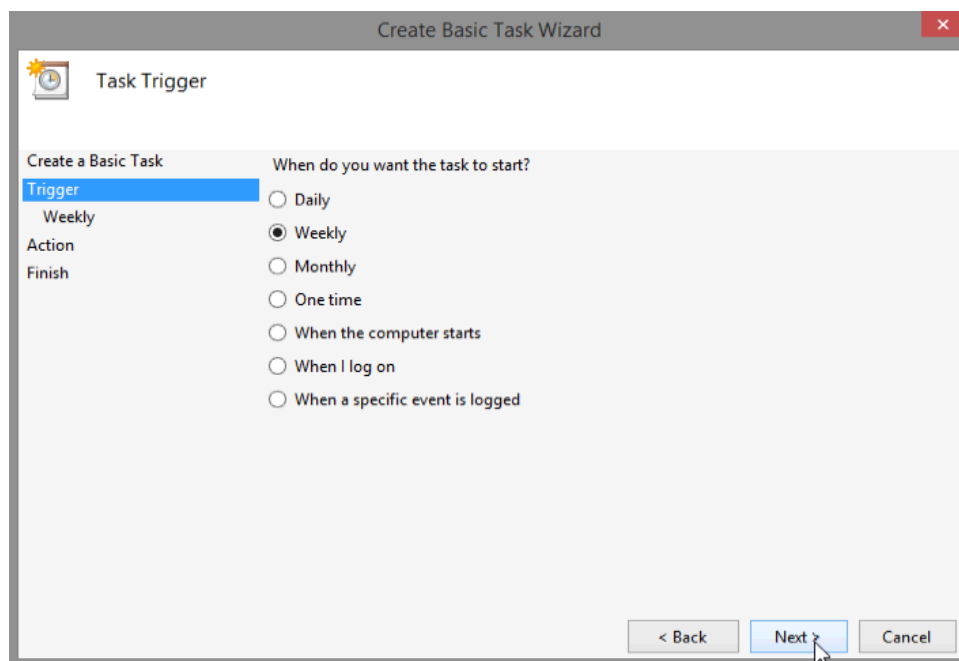 Create Basic Task Wizard
Task Trigger
Create a Basic Task
Trigger
Weekly
Action
Finish
When do you want the task to start?
Daily
Weekly
Monthly
One time
When the computer starts
When I log on
When a specific event is logged
< Back
Next >
Cancel